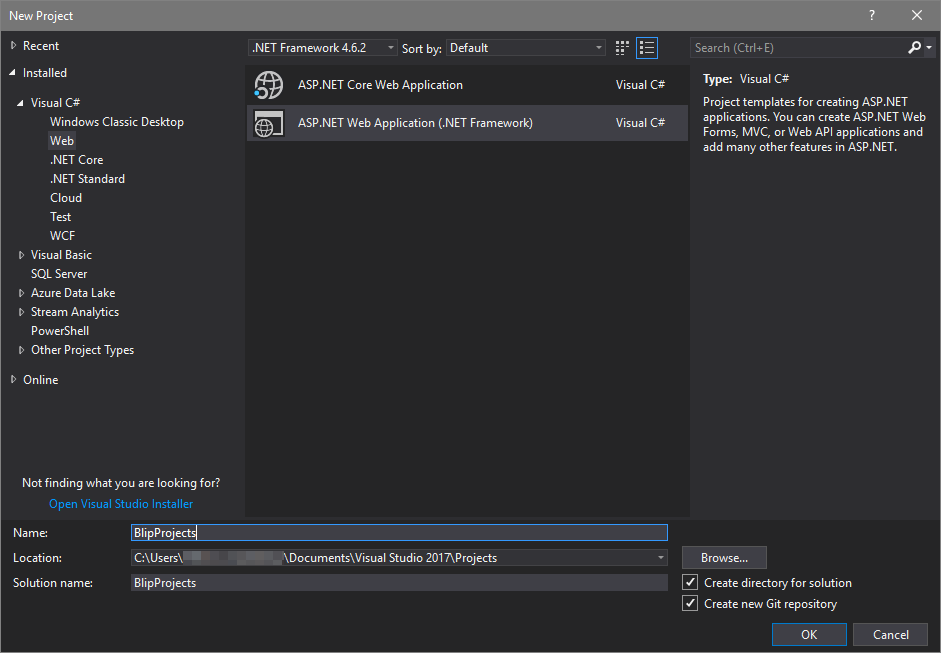 New Project
?
Recent
.NET Framework 4.6.2
Sort by:
Default
Search (Ctrl+E)
Installed
Visual C#
Windows Classic Desktop
Web
.NET Core
.NET Standard
Cloud
Test
WCF
Visual Basic
SQL Server
Azure Data Lake
Stream Analytics
PowerShell
Other Project Types
Online
Not finding what you are looking for?
Open Visual Studio Installer
ASP.NET Core Web Application Visual C#
ASP.NET Web Application (.NET Framework) Visual C#
Type: Visual C#
Project templates for creating ASP.NET
applications. You can create ASP.NET Web
Forms, MVC, or Web API applications and
add many other features in ASP.NET.
Name: BlipProjects
Location: C:\Users\ \Documents\Visual Studio 2017\Projects
Browse...
Solution name: BlipProjects
Create directory for solution
Create new Git repository
OK
Cancel